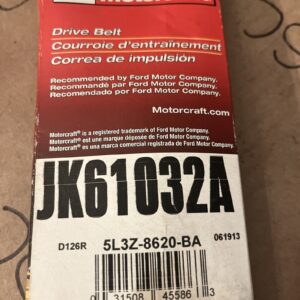 Drive Belt
Courroie d'entraînement
Correa de impulsión
Recommended by Ford Motor Company.
Recommandé par Ford Motor Company.
Recomendado por Ford Motor Company.
Motorcraft.com
Motorcraft® is a registered trademark of Ford Motor Company.
Motorcraft® est une marque déposée de Ford Motor Company.
Motorcraft® es una marca comercial registrada de Ford Motor Company.
JK61032A
D126R 5L3Z-8620-BA 061913
0 31508 45586 3